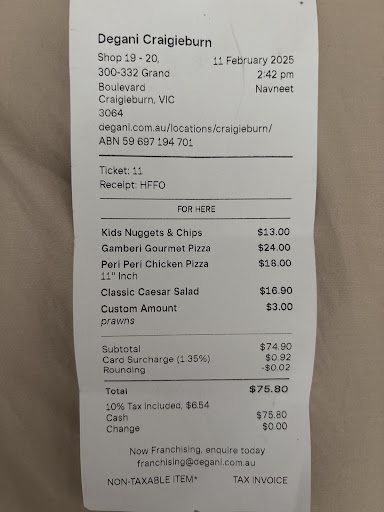 Degani Craigieburn
Shop 19 - 20, 11 February 2025
300-332 Grand 2:42 pm
Boulevard Navneet
Craigieburn, VIC
3064
degani.com.au/locations/craigieburn/
ABN 59 697 194 701
Ticket: 11
Receipt: HFFO
FOR HERE
Kids Nuggets & Chips $13.00
Gamberi Gourmet Pizza $24.00
Peri Peri Chicken Pizza $18.00
11" Inch
Classic Caesar Salad $16.90
Custom Amount $3.00
prawns
Subtotal $74.90
Card Surcharge (1.35%) $0.92
Rounding -$0.02
Total $75.80
10% Tax Included, $6.54
Cash $75.80
Change $0.00
Now Franchising, enquire today
franchising@degani.com.au
NON-TAXABLE ITEM* TAX INVOICE